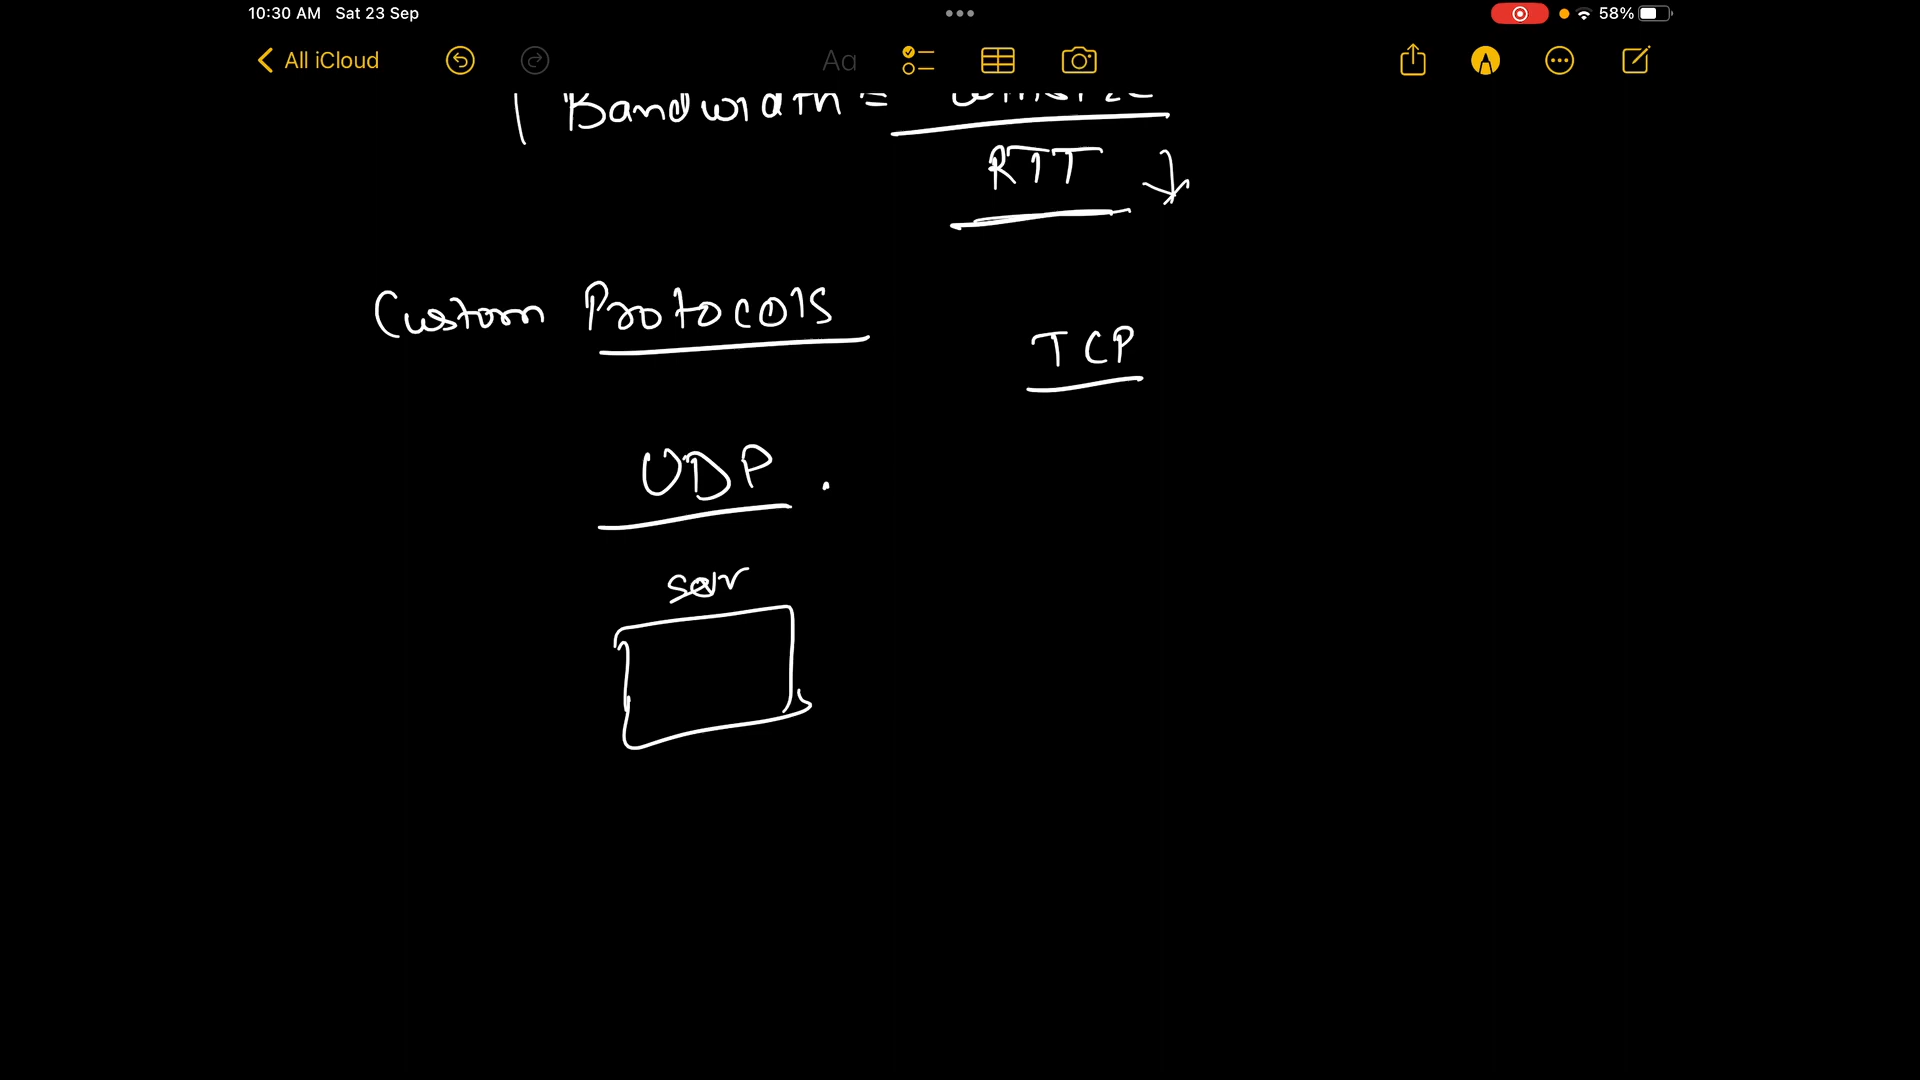 10:30 AM Sat 23 Sep
58%
All iCloud
Aa
Bandwidth =
RTT ↓
Custom Protocols
TCP
UDP .
ser